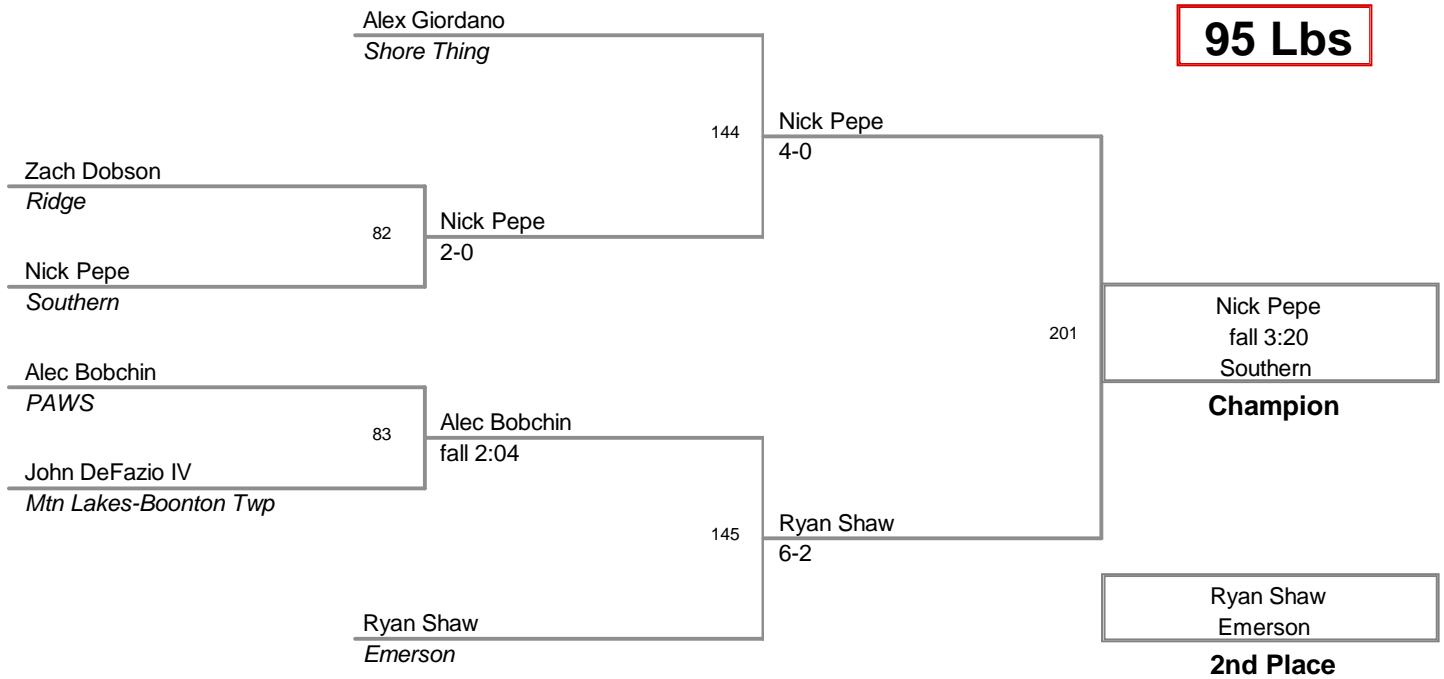 Alex Giordano
Shore Thing
95 Lbs
144
Nick Pepe
4-0
Zach Dobson
Ridge
82
Nick Pepe
2-0
Nick Pepe
Southern
201
Nick Pepe
fall 3:20
Southern
Champion
Alec Bobchin
PAWS
83
Alec Bobchin
fall 2:04
John DeFazio IV
Mtn Lakes-Boonton Twp
145
Ryan Shaw
6-2
Ryan Shaw
Emerson
Ryan Shaw
Emerson
2nd Place